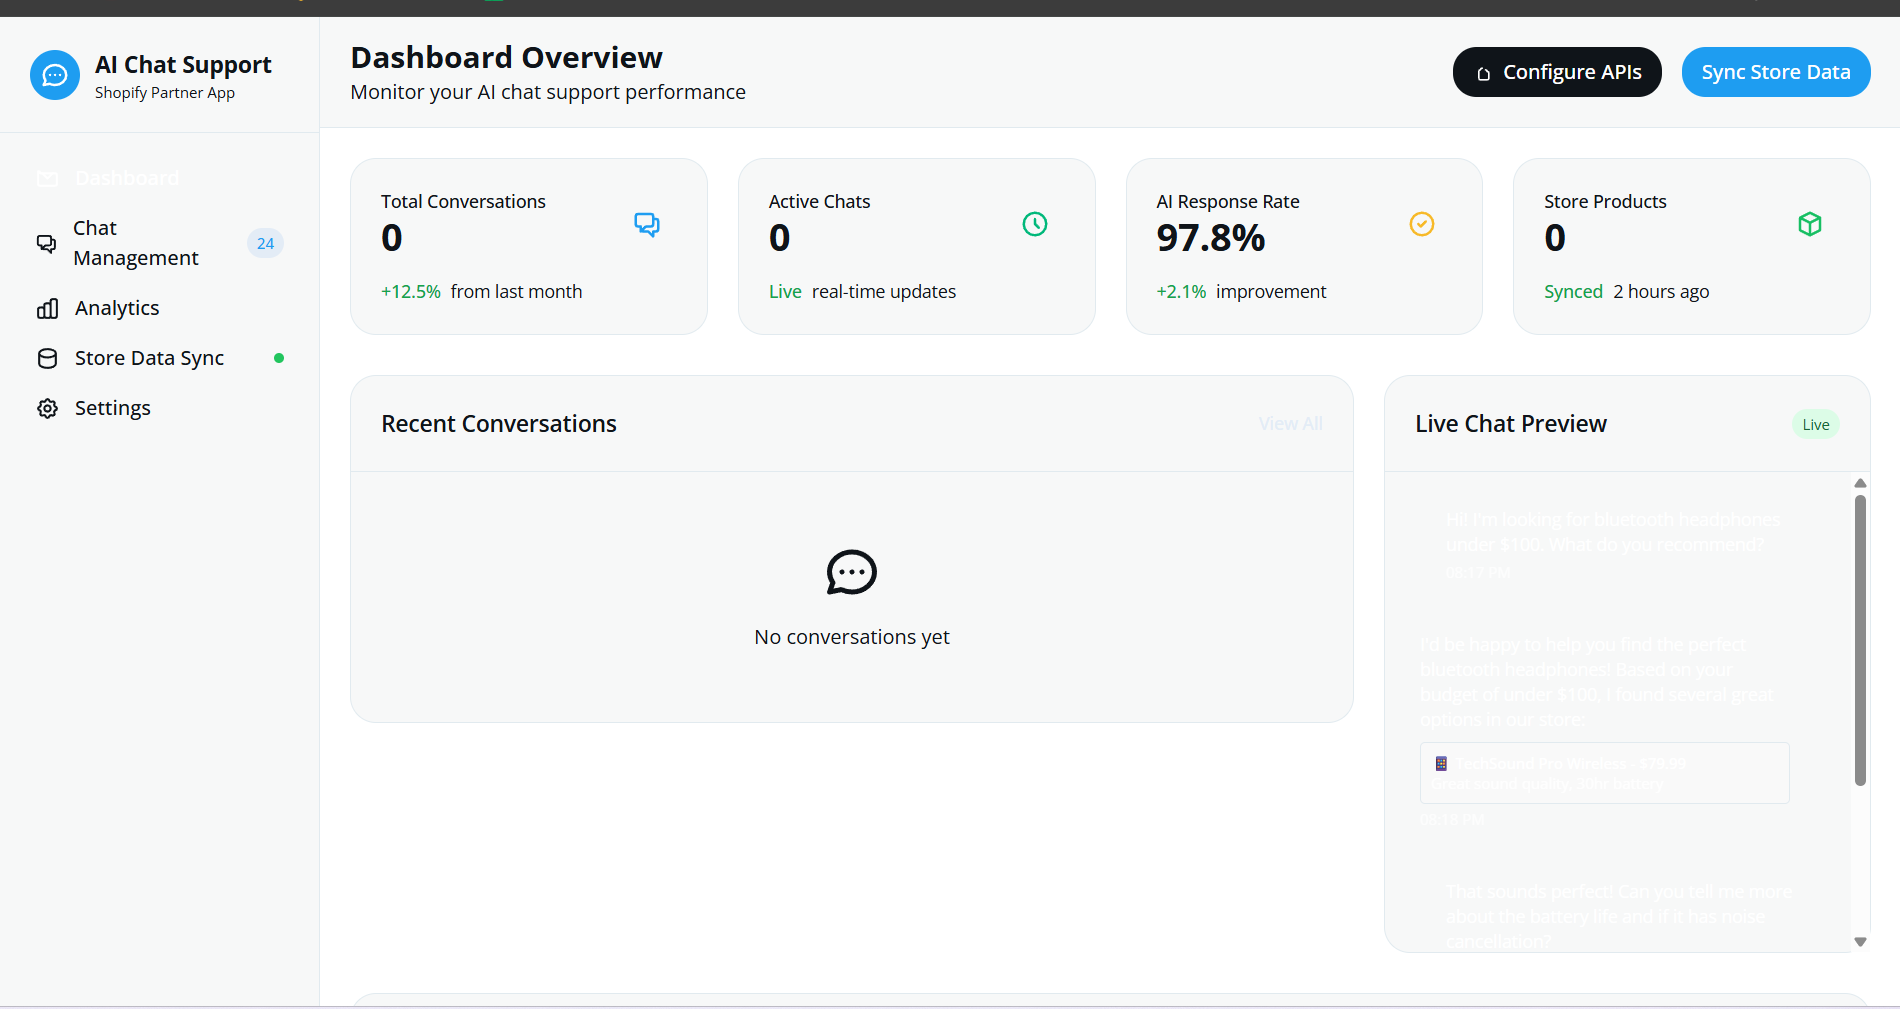 AI Chat Support
Shopify Partner App
Dashboard
Chat
Management
24
Analytics
Store Data Sync
Settings
Dashboard Overview
Monitor your AI chat support performance
Configure APIs
Sync Store Data
Total Conversations
0
+12.5% from last month
Active Chats
0
Live real-time updates
AI Response Rate
97.8%
+2.1% improvement
Store Products
0
Synced 2 hours ago
Recent Conversations
View All
No conversations yet
Live Chat Preview
Live
Hi! I'm looking for bluetooth headphones
under $100. What do you recommend?
08:17 PM
I'd be happy to help you find the perfect
bluetooth headphones! Based on your
budget of under $100, I found several great
options in our store:
TechSound Pro Wireless - $79.99
Great sound quality, 30hr battery
08:18 PM
That sounds perfect! Can you tell me more
about the battery life and if it has noise
cancellation?